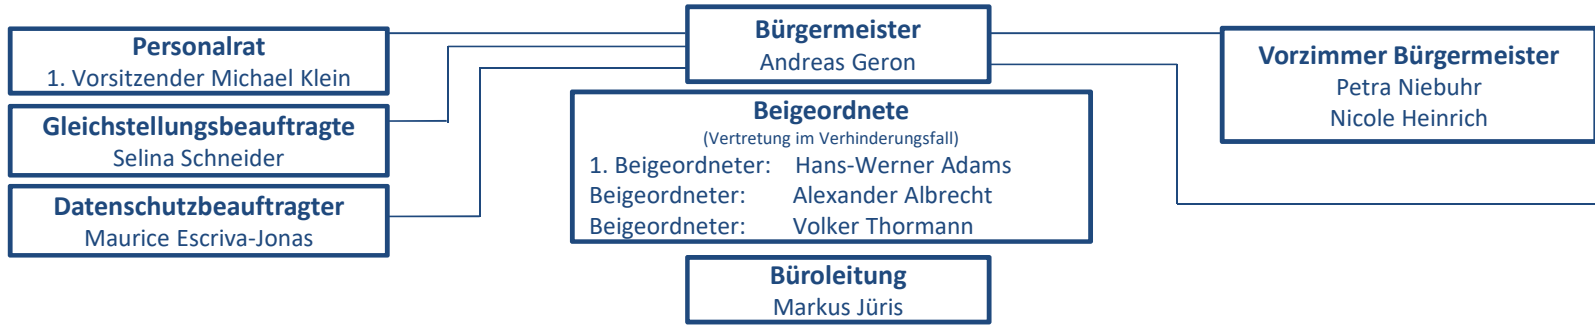 Personalrat
1. Vorsitzender Michael Klein
Gleichstellungsbeauftragte
Selina Schneider
Datenschutzbeauftragter
Maurice Escriva-Jonas
Bürgermeister
Andreas Geron
Beigeordnete
(Vertretung im Verhinderungsfall)
1. Beigeordneter: Hans-Werner Adams
Beigeordneter: Alexander Albrecht
Beigeordneter: Volker Thormann
Büroleitung
Markus Jüris
Vorzimmer Bürgermeister
Petra Niebuhr
Nicole Heinrich